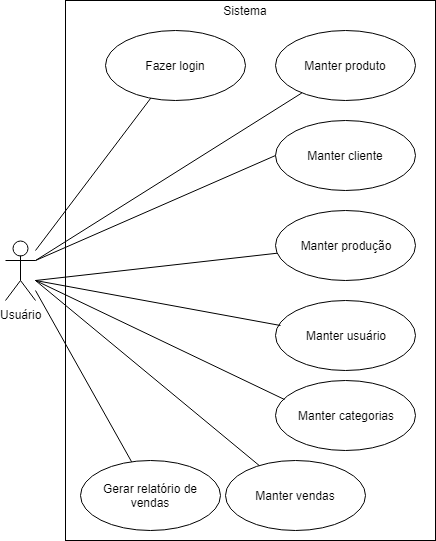 Sistema
Fazer login
Manter produto
Manter cliente
Manter produção
Usuário
Manter usuário
Manter categorias
Gerar relatório de
vendas
Manter vendas